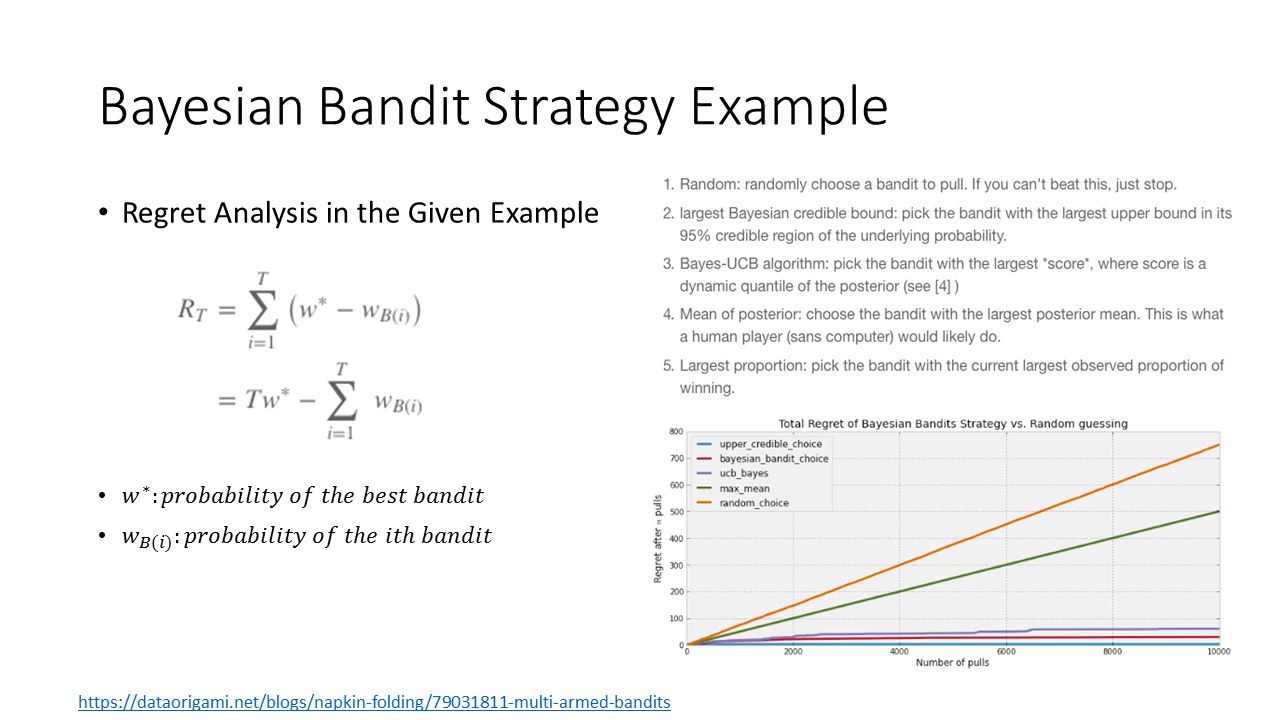 Bayesian Bandit Strategy Example
• Regret Analysis in the Given Example
R_T = \sum_{i=1}^{T} (w^* − w_{B(i)})
= Tw^* − \sum_{i=1}^{T} w_{B(i)}
• w^*: probability of the best bandit
• w_{B(i)}: probability of the ith bandit
1. Random: randomly choose a bandit to pull. If you can't beat this, just stop.
2. largest Bayesian credible bound: pick the bandit with the largest upper bound in its
95% credible region of the underlying probability.
3. Bayes-UCB algorithm: pick the bandit with the largest *score*, where score is a
dynamic quantile of the posterior (see [4] )
4. Mean of posterior: choose the bandit with the largest posterior mean. This is what
a human player (sans computer) would likely do.
5. Largest proportion: pick the bandit with the current largest observed proportion of
winning.
Total Regret of Bayesian Bandits Strategy vs. Random guessing
upper_credible_choice
bayesian_bandit_choice
ucb_bayes
max_mean
random_choice
Regret after n pulls
800
700
600
500
400
300
200
100
0
0 2000 4000 6000 8000 10000
Number of pulls
https://dataorigami.net/blogs/napkin-folding/79031811-multi-armed-bandits